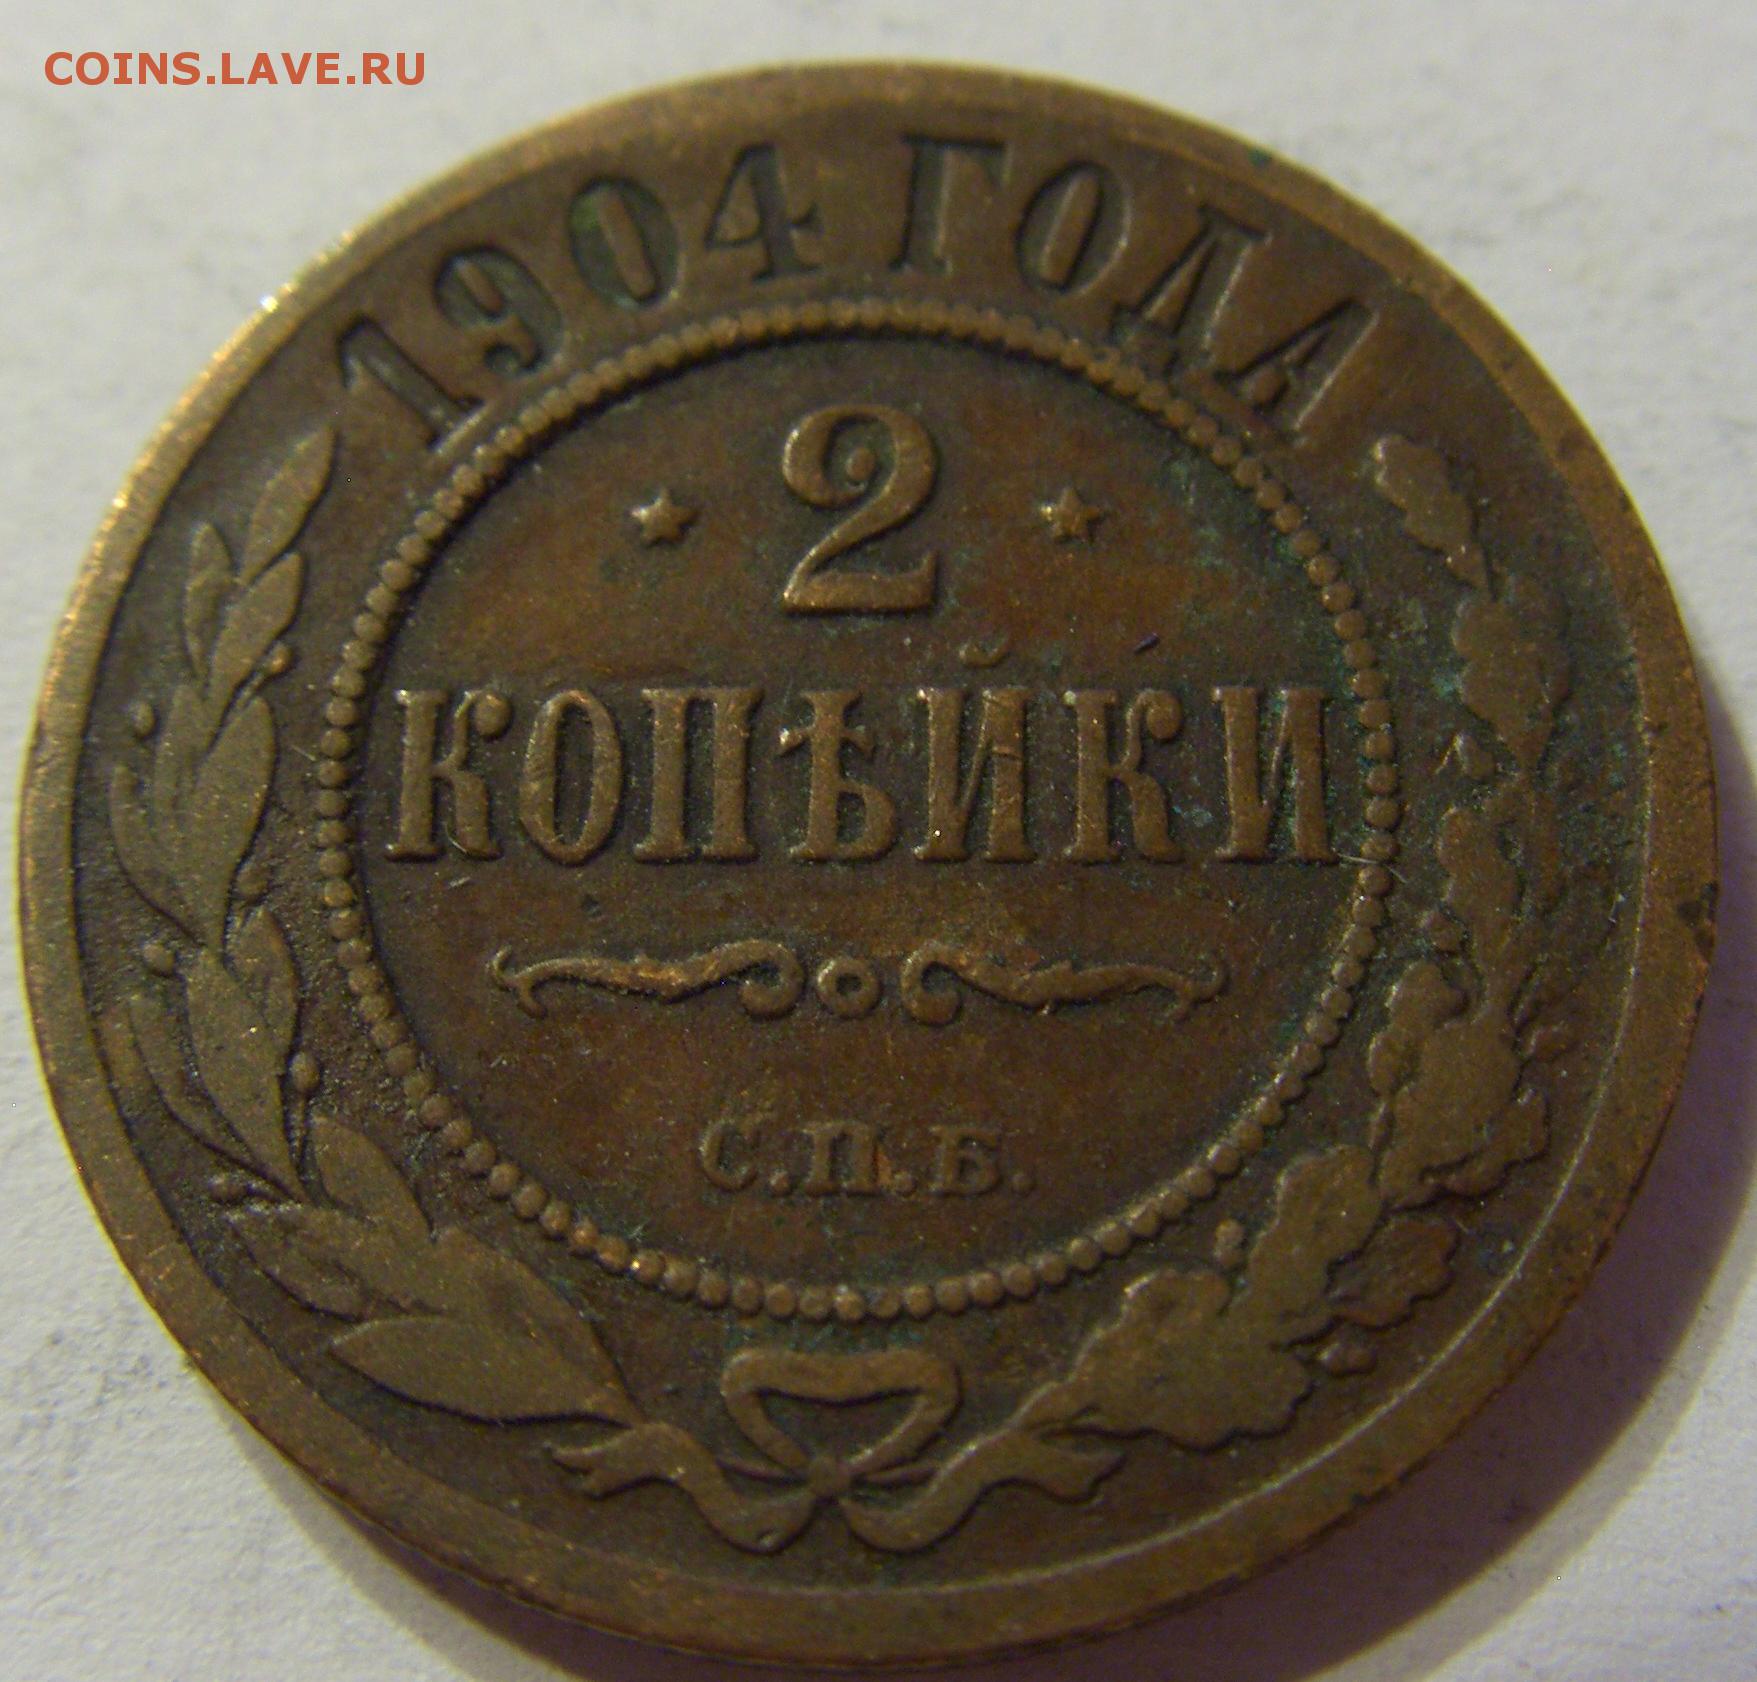 COINS.LAVE.RU
1904 ГОДА
2
КОПѢЙКИ
С.П.Б.